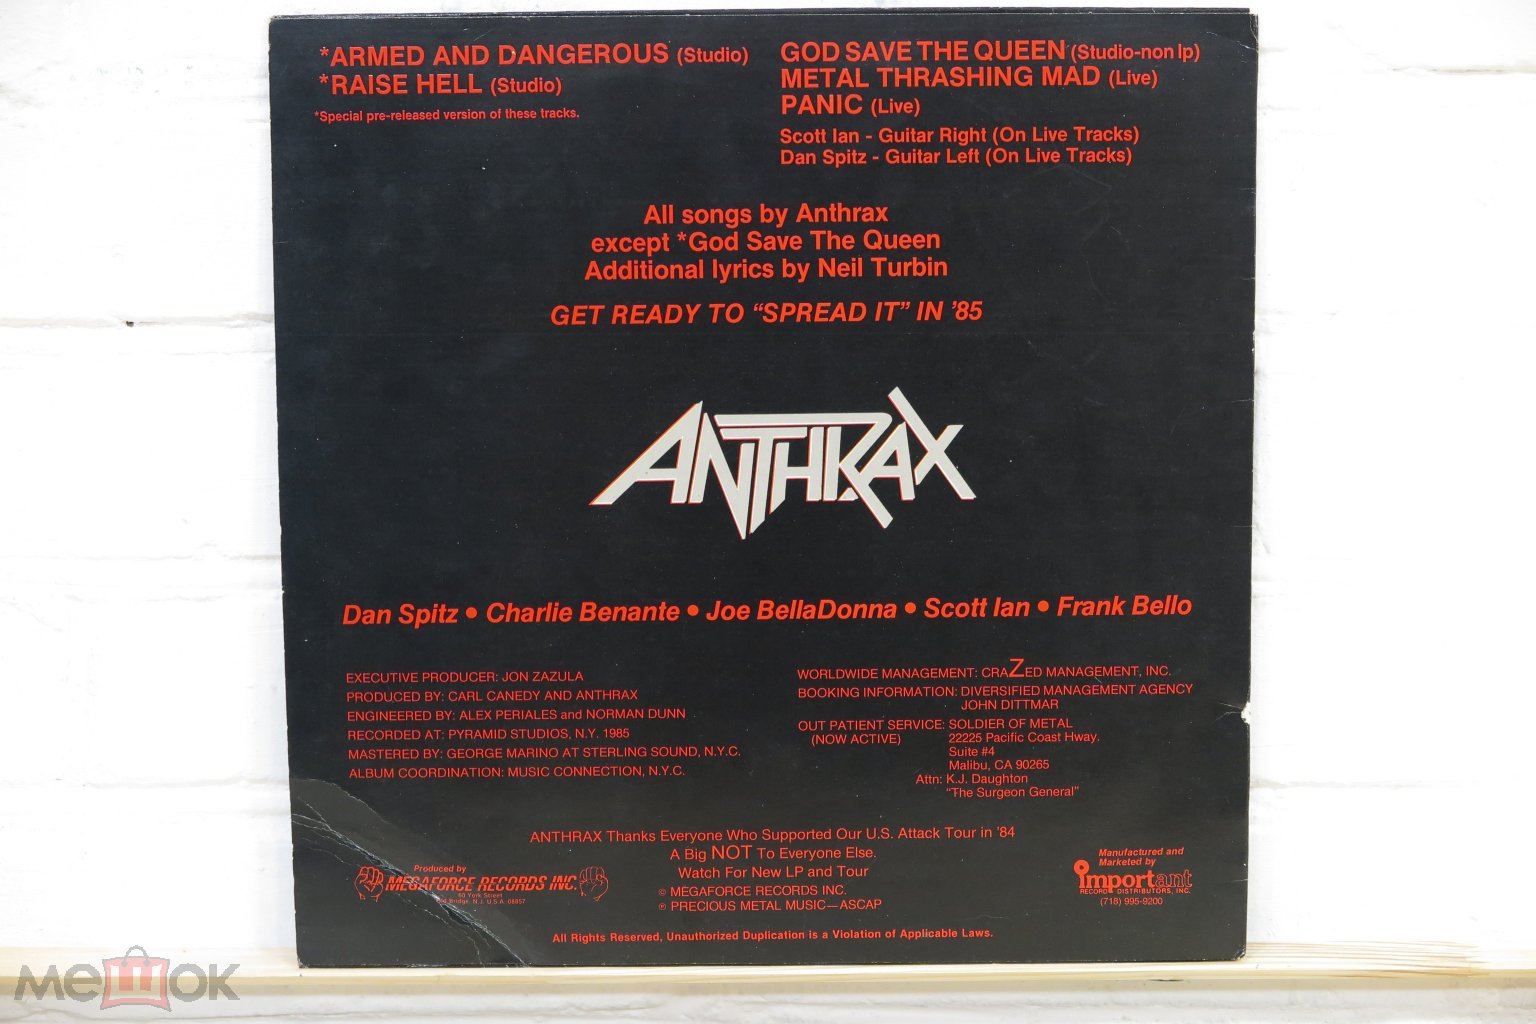 *ARMED AND DANGEROUS (Studio)
*RAISE HELL (Studio)
*Special pre-released version of these tracks.
GOD SAVE THE QUEEN (Studio-non lp)
METAL THRASHING MAD (Live)
PANIC (Live)
Scott Ian - Guitar Right (On Live Tracks)
Dan Spitz - Guitar Left (On Live Tracks)
All songs by Anthrax
except *God Save The Queen
Additional lyrics by Neil Turbin
GET READY TO “SPREAD IT” IN ’85
ANTHRAX
Dan Spitz • Charlie Benante • Joe BellaDonna • Scott Ian • Frank Bello
EXECUTIVE PRODUCER: JON ZAZULA
PRODUCED BY: CARL CANEDY AND ANTHRAX
ENGINEERED BY: ALEX PERIALES and NORMAN DUNN
RECORDED AT: PYRAMID STUDIOS, N.Y. 1985
MASTERED BY: GEORGE MARINO AT STERLING SOUND, N.Y.C.
ALBUM COORDINATION: MUSIC CONNECTION, N.Y.C.
WORLDWIDE MANAGEMENT: CRAZED MANAGEMENT, INC.
BOOKING INFORMATION: DIVERSIFIED MANAGEMENT AGENCY
JOHN DITTMAR
OUT PATIENT SERVICE: SOLDIER OF METAL
(NOW ACTIVE) 22225 Pacific Coast Hway.
Suite #4
Malibu, CA 90265
Attn: K.J. Daughton
“The Surgeon General”
ANTHRAX Thanks Everyone Who Supported Our U.S. Attack Tour in ’84
A Big NOT To Everyone Else.
Watch For New LP and Tour
© MEGAFORCE RECORDS INC.
℗ PRECIOUS METAL MUSIC—ASCAP
Produced by
MEGAFORCE RECORDS INC.
60 York Street
Bridge, N.J. U.S.A. 08857
Manufactured and
Marketed by
important
RECORD DISTRIBUTORS, INC.
(718) 995-9200
All Rights Reserved, Unauthorized Duplication is a Violation of Applicable Laws.
мешок